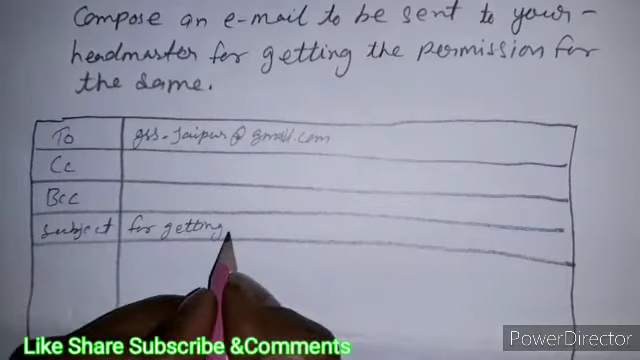 Compose an e-mail to be sent to your-
headmaster for getting the permission for
the same.
To gss-Jaipur@gmail.com
Cc
Bcc
Subject for getting
Like Share Subscribe &Comments
PowerDirector